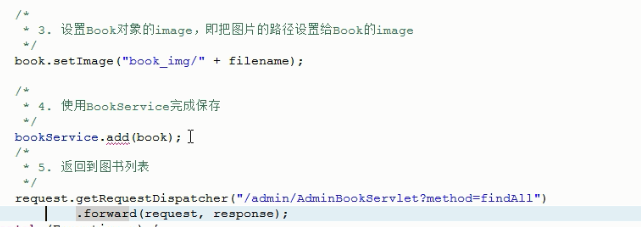 /*
 * 3. 设置Book对象的image，即把图片的路径设置给Book的image
 */
book.setImage("book_img/" + filename);
/*
 * 4. 使用BookService完成保存
 */
bookService.add(book);
/*
 * 5. 返回到图书列表
 */
request.getRequestDispatcher("/admin/AdminBookServlet?method=findAll")
.forward(request, response);